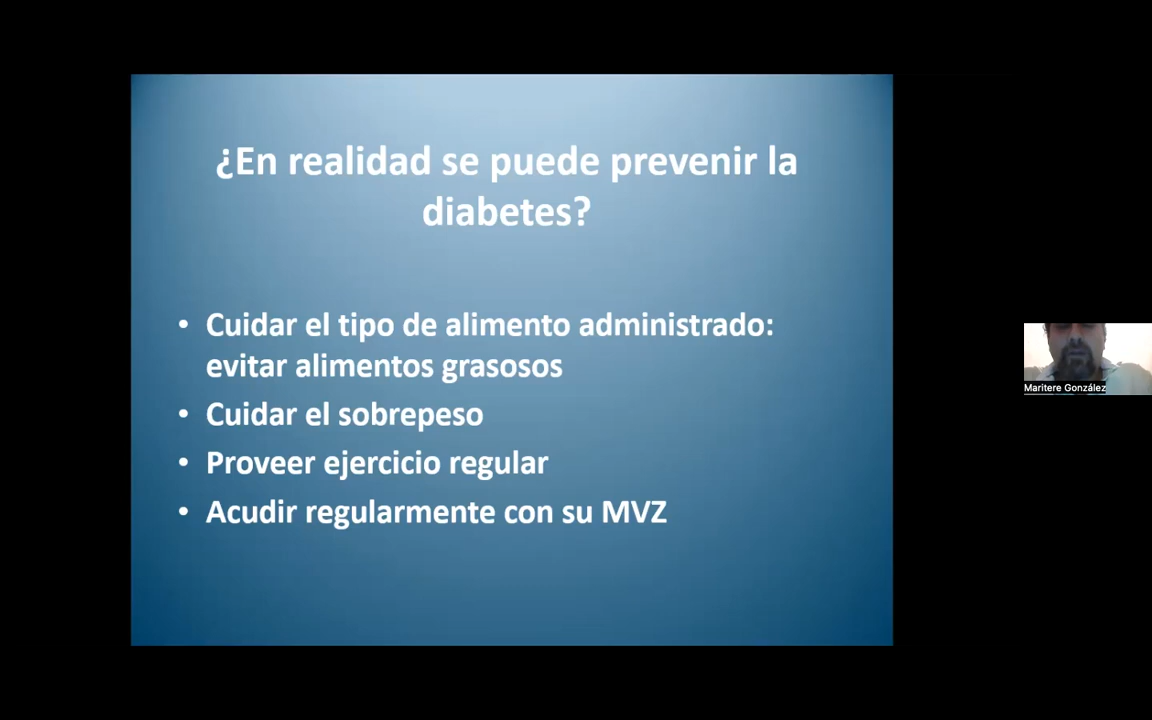 ¿En realidad se puede prevenir la
diabetes?
• Cuidar el tipo de alimento administrado:
evitar alimentos grasosos
• Cuidar el sobrepeso
• Proveer ejercicio regular
• Acudir regularmente con su MVZ
Maritere González